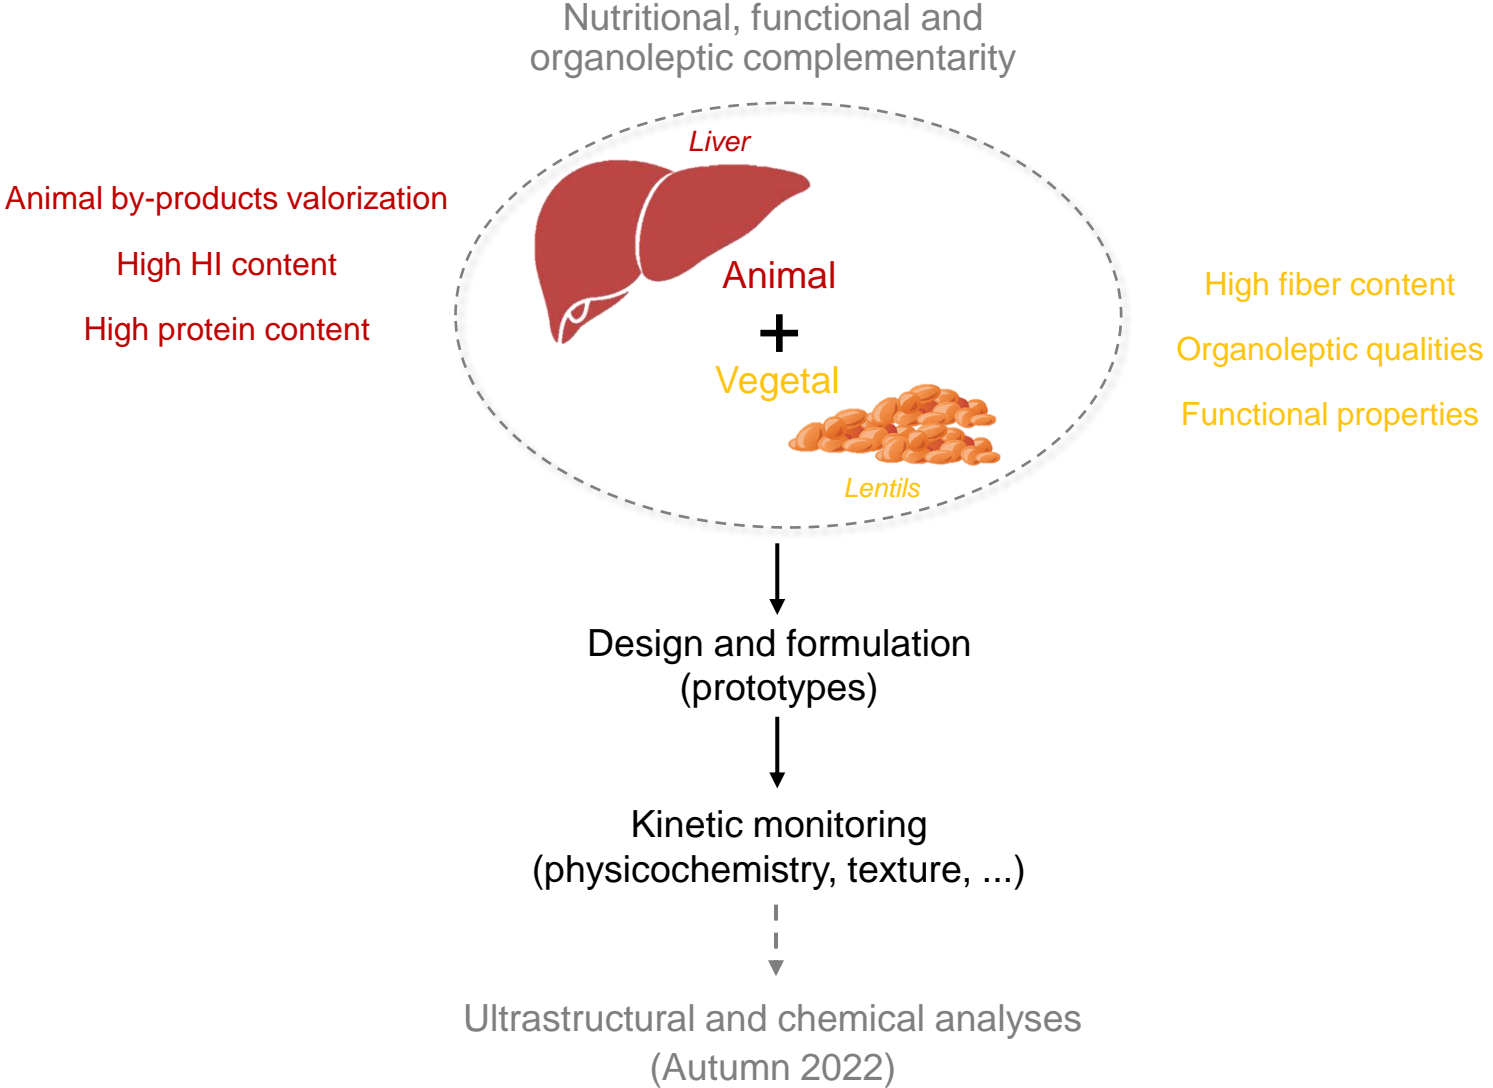 Nutritional, functional and
organoleptic complementarity
Liver
Animal by-products valorization
High HI content
High protein content
Animal
+
Vegetal
Lentils
High fiber content
Organoleptic qualities
Functional properties
Design and formulation
(prototypes)
Kinetic monitoring
(physicochemistry, texture, ...)
Ultrastructural and chemical analyses
(Autumn 2022)